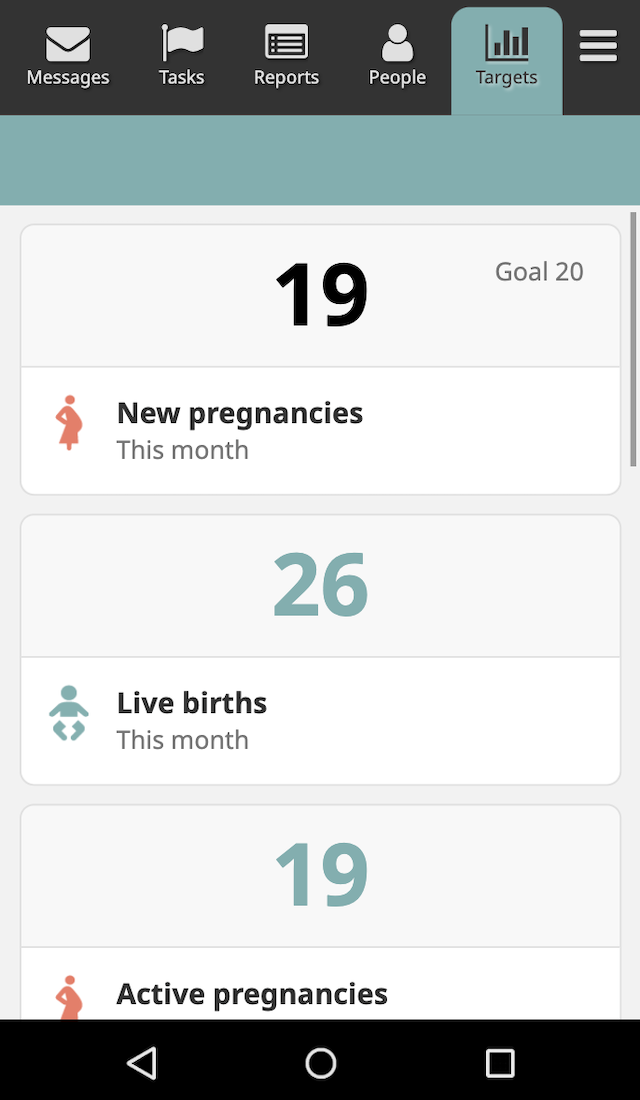 Messages Tasks Reports People Targets
Goal 20
19
New pregnancies
This month
26
Live births
This month
19
Active pregnancies